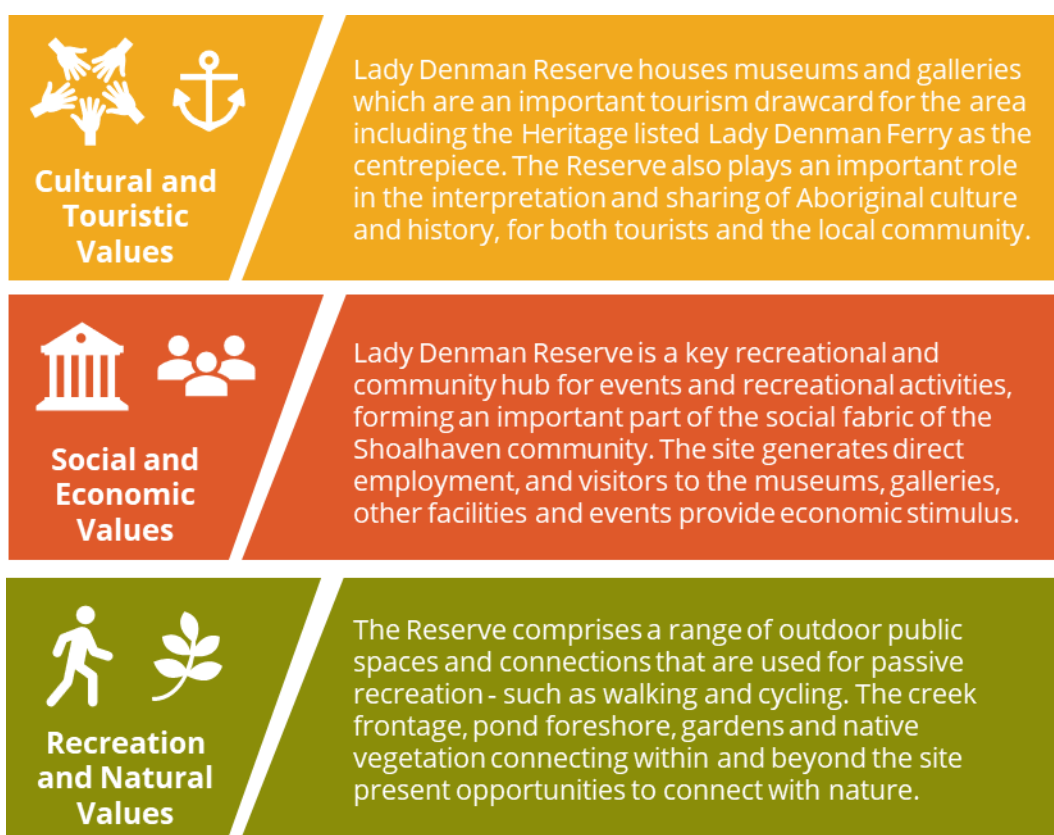 Cultural and
Touristic
Values
Lady Denman Reserve houses museums and galleries
which are an important tourism drawcard for the area
including the Heritage listed Lady Denman Ferry as the
centrepiece. The Reserve also plays an important role
in the interpretation and sharing of Aboriginal culture
and history, for both tourists and the local community.
Social and
Economic
Values
Lady Denman Reserve is a key recreational and
community hub for events and recreational activities,
forming an important part of the social fabric of the
Shoalhaven community. The site generates direct
employment, and visitors to the museums, galleries,
other facilities and events provide economic stimulus.
Recreation
and Natural
Values
The Reserve comprises a range of outdoor public
spaces and connections that are used for passive
recreation - such as walking and cycling. The creek
frontage, pond foreshore, gardens and native
vegetation connecting within and beyond the site
present opportunities to connect with nature.